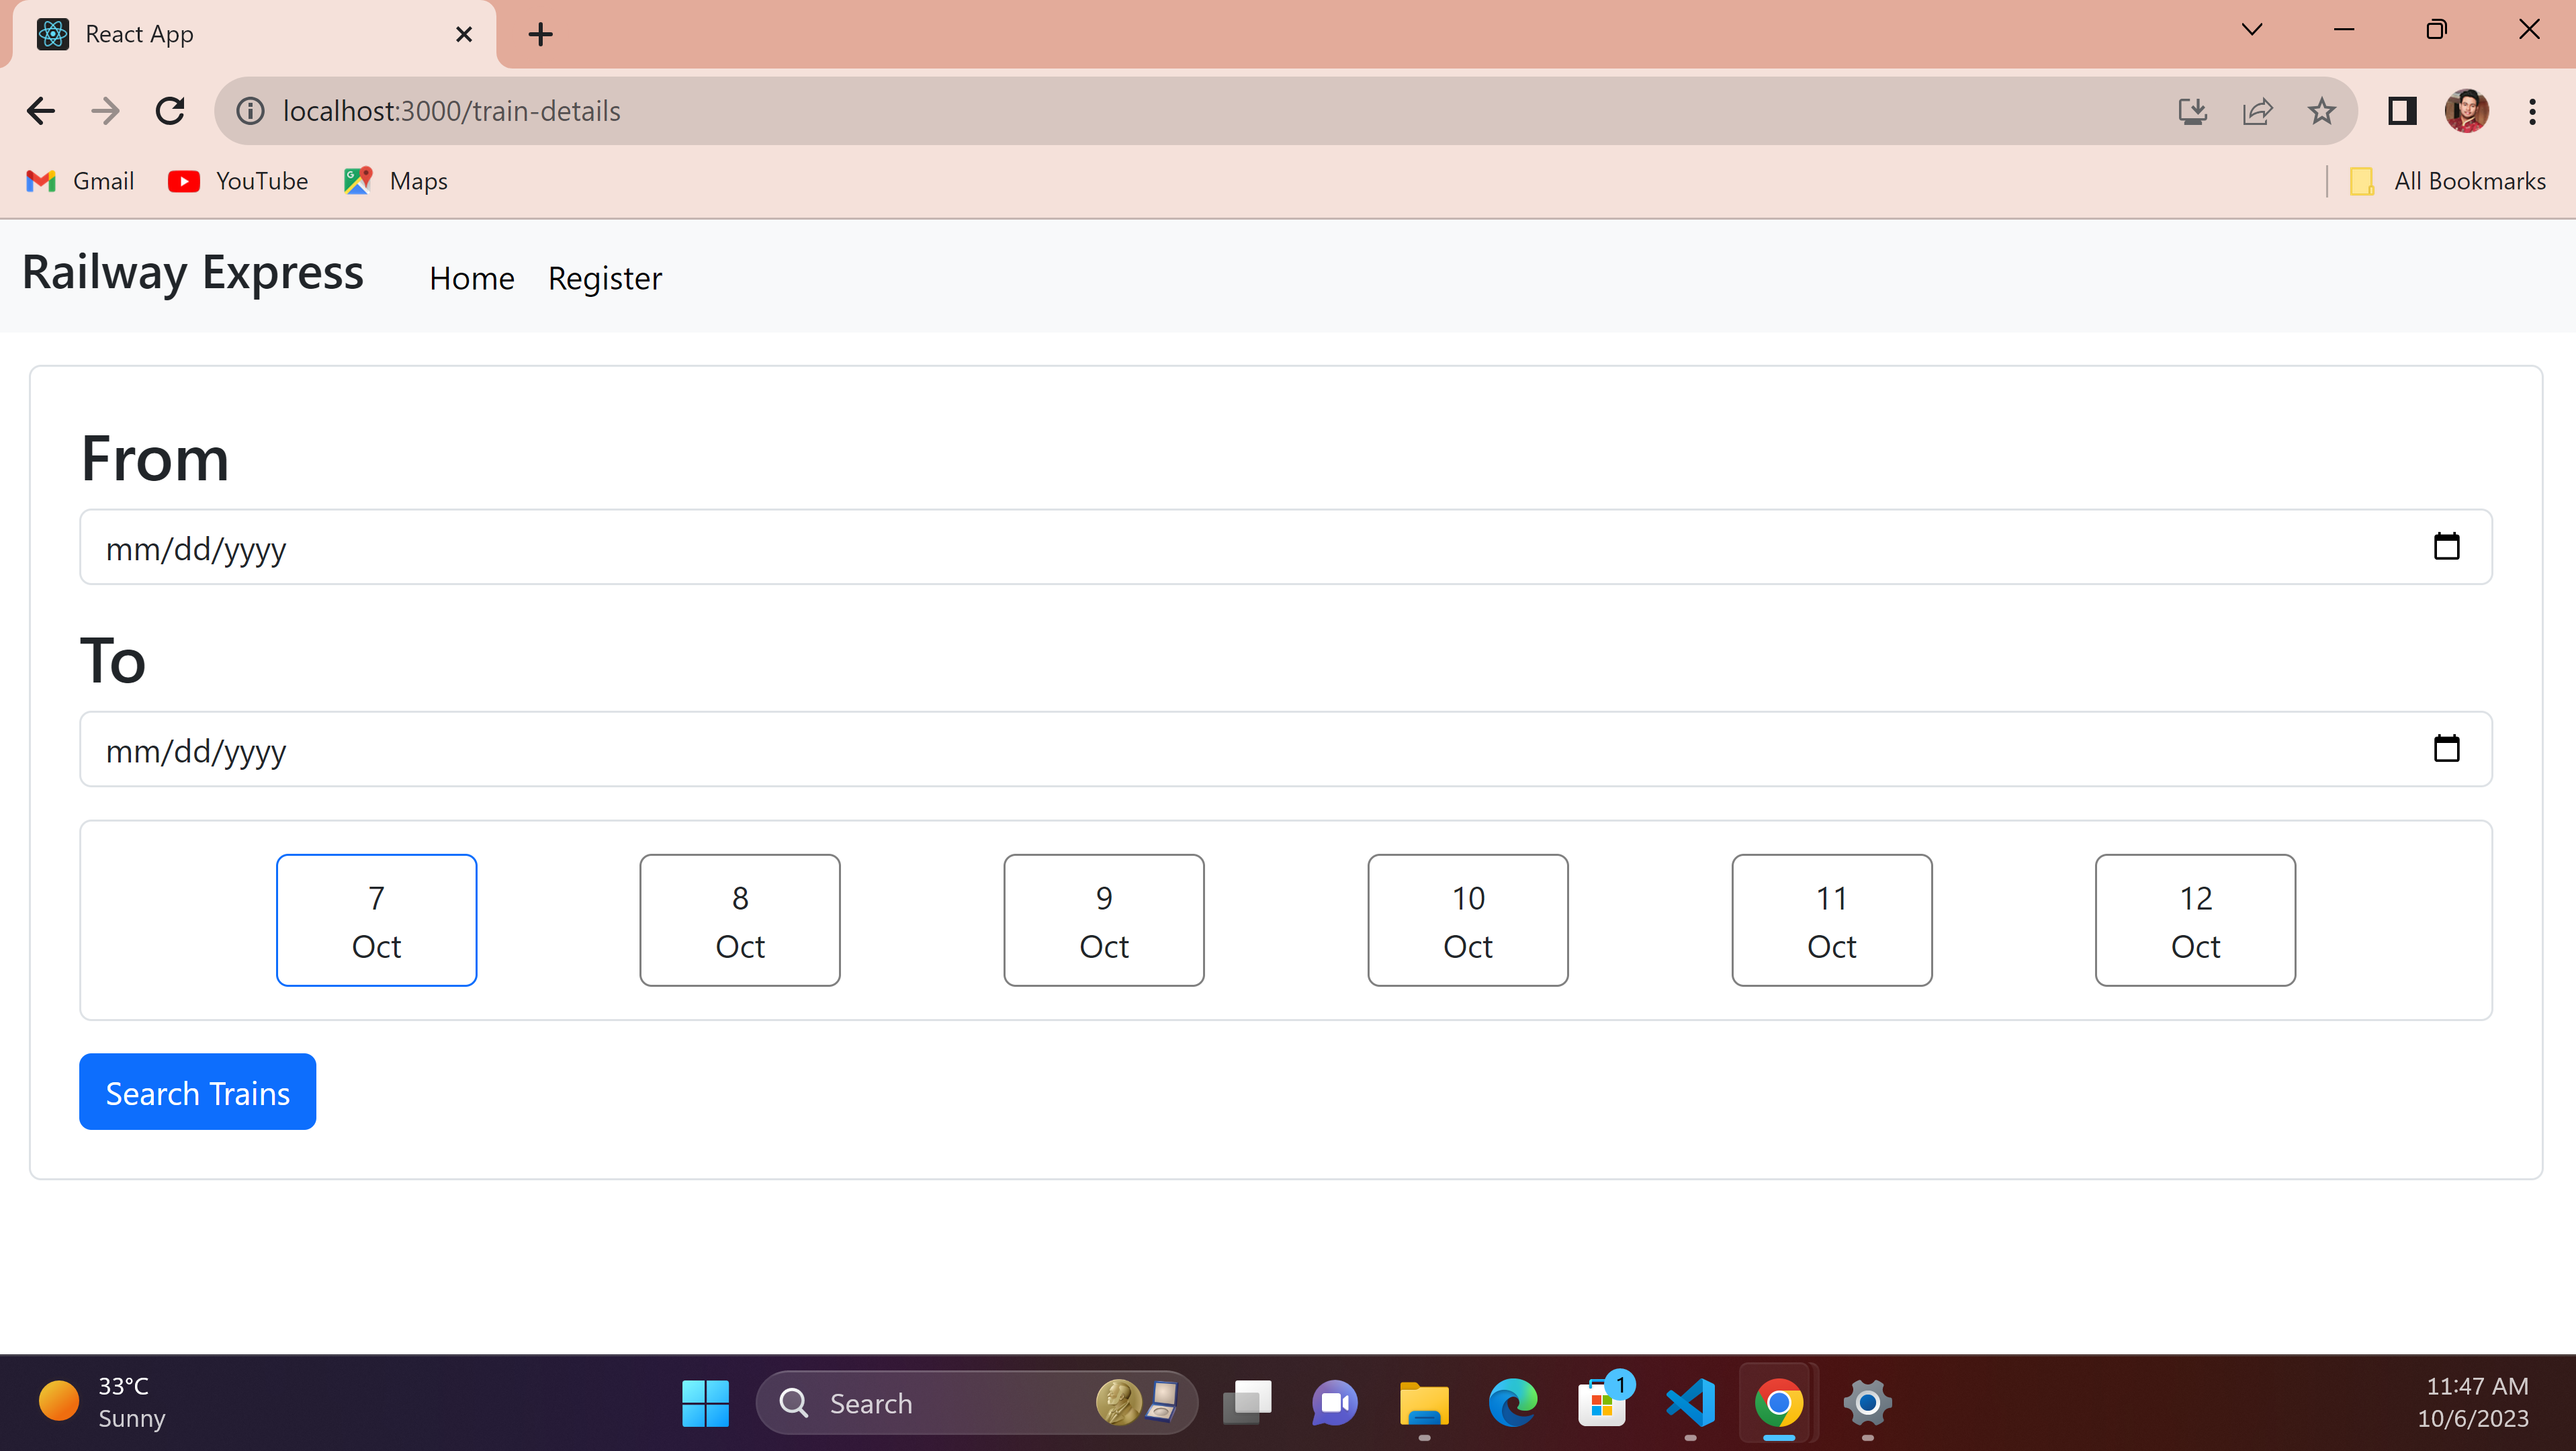 React App
localhost:3000/train-details
Gmail YouTube Maps All Bookmarks
Railway Express Home Register
From
mm/dd/yyyy
To
mm/dd/yyyy
7 8 9 10 11 12
Oct Oct Oct Oct Oct Oct
Search Trains
33°C
Sunny
Search
1
11:47 AM
10/6/2023